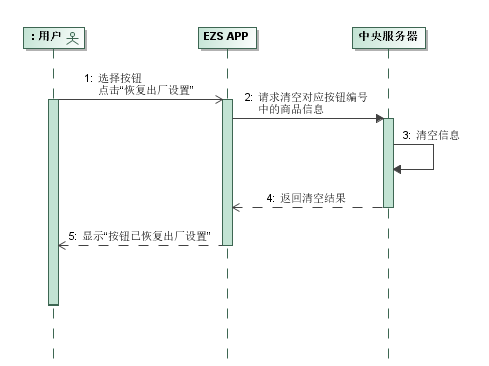 : 用户
EZS APP
中央服务器
1: 选择按钮
点击“恢复出厂设置”
2: 请求清空对应按钮编号
中的商品信息
3: 清空信息
4: 返回清空结果
5: 显示“按钮已恢复出厂设置”